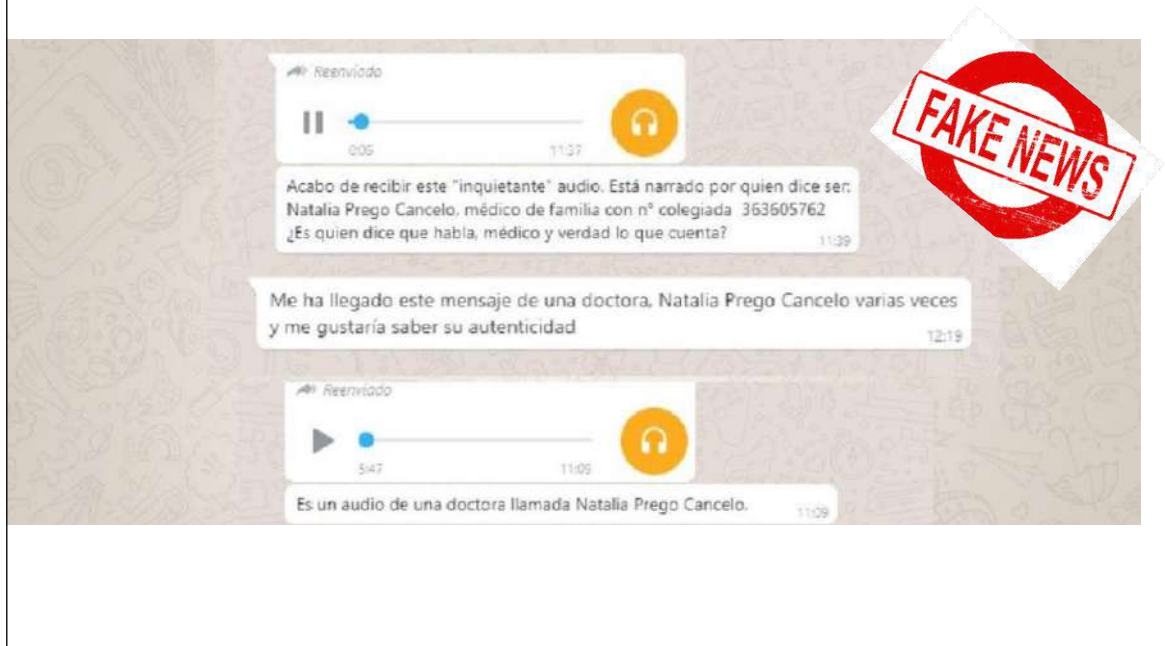 Reenviado
0:05 11:37
Acabo de recibir este "inquietante" audio. Está narrado por quien dice ser:
Natalia Prego Cancelo, médico de familia con nº colegiada 363605762
¿Es quien dice que habla, médico y verdad lo que cuenta?
11:39
FAKE NEWS
Me ha llegado este mensaje de una doctora, Natalia Prego Cancelo varias veces
y me gustaría saber su autenticidad
12:19
Reenviado
5:47 11:09
Es un audio de una doctora llamada Natalia Prego Cancelo.
11:09